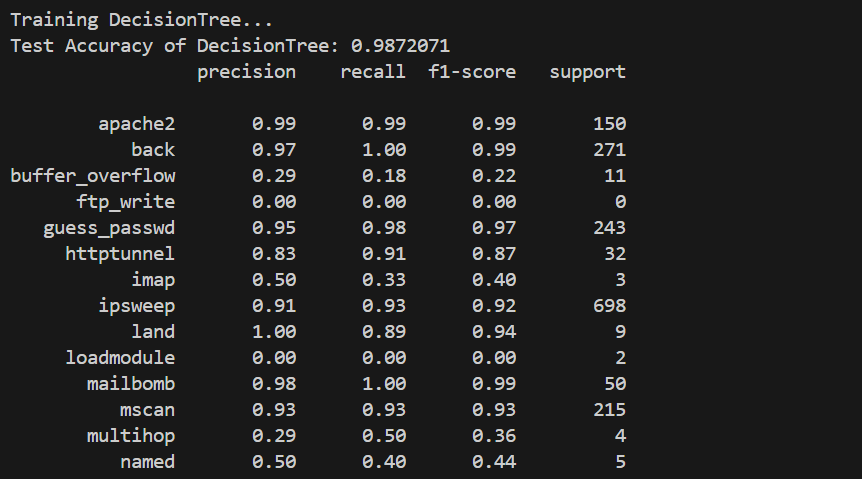 Training DecisionTree...
Test Accuracy of DecisionTree: 0.9872071
precision recall f1-score support
apache2 0.99 0.99 0.99 150
back 0.97 1.00 0.99 271
buffer_overflow 0.29 0.18 0.22 11
ftp_write 0.00 0.00 0.00 0
guess_passwd 0.95 0.98 0.97 243
httptunnel 0.83 0.91 0.87 32
imap 0.50 0.33 0.40 3
ipsweep 0.91 0.93 0.92 698
land 1.00 0.89 0.94 9
loadmodule 0.00 0.00 0.00 2
mailbomb 0.98 1.00 0.99 50
mscan 0.93 0.93 0.93 215
multihop 0.29 0.50 0.36 4
named 0.50 0.40 0.44 5